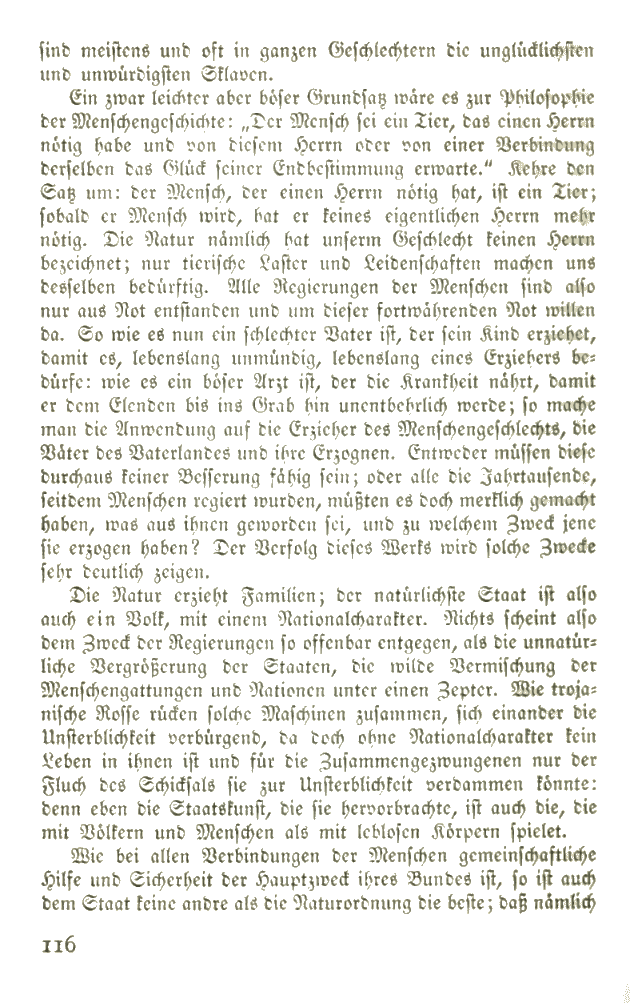 sind meistens und oft in ganzen Geschlechtern die unglücklichsten
und unwürdigsten Sklaven.
Ein zwar leichter aber böser Grundsatz wäre es zur Philosophie
der Menschengeschichte: „Der Mensch sei ein Tier, das einen Herrn
nötig habe und von diesem Herrn oder von einer Verbindung
derselben das Glück seiner Endbestimmung erwarte.“ Kehre den
Satz um: der Mensch, der einen Herrn nötig hat, ist ein Tier;
sobald er Mensch wird, hat er keines eigentlichen Herrn mehr
nötig. Die Natur nämlich hat unserm Geschlecht keinen Herrn
bezeichnet; nur tierische Laster und Leidenschaften machen uns
desselben bedürftig. Alle Regierungen der Menschen sind also
nur aus Not entstanden und um dieser fortwährenden Not willen
da. So wie es nun ein schlechter Vater ist, der sein Kind erziehet,
damit es, lebenslang unmündig, lebenslang eines Erziehers be-
dürfe: wie es ein böser Arzt ist, der die Krankheit nährt, damit
er dem Elenden bis ins Grab hin unentbehrlich werde; so mache
man die Anwendung auf die Erzieher des Menschengeschlechts, die
Väter des Vaterlandes und ihre Erzognen. Entweder müssen diese
durchaus keiner Besserung fähig sein; oder alle die Jahrtausende,
seitdem Menschen regiert wurden, müßten es doch merklich gemacht
haben, was aus ihnen geworden sei, und zu welchem Zweck jene
sie erzogen haben? Der Verfolg dieses Werks wird solche Zwecke
sehr deutlich zeigen.
Die Natur erzieht Familien; der natürlichste Staat ist also
auch ein Volk, mit einem Nationalcharakter. Nichts scheint also
dem Zweck der Regierungen so offenbar entgegen, als die unnatür-
liche Vergrößerung der Staaten, die wilde Vermischung der
Menschengattungen und Nationen unter einen Zepter. Wie troja-
nische Rosse rücken solche Maschinen zusammen, sich einander die
Unsterblichkeit verbürgend, da doch ohne Nationalcharakter kein
Leben in ihnen ist und für die Zusammengezwungenen nur der
Fluch des Schicksals sie zur Unsterblichkeit verdammen könnte:
denn eben die Staatskunst, die sie hervorbrachte, ist auch die, die
mit Völkern und Menschen als mit leblosen Körpern spielet.
Wie bei allen Verbindungen der Menschen gemeinschaftliche
Hilfe und Sicherheit der Hauptzweck ihres Bundes ist, so ist auch
dem Staat keine andre als die Naturordnung die beste; daß nämlich
116